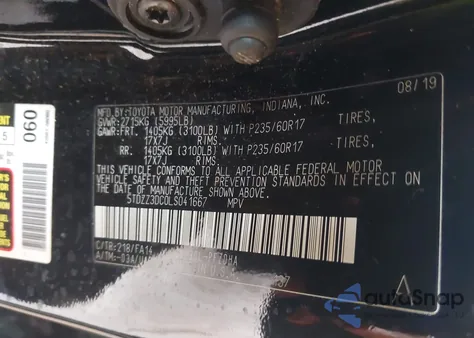 MFD. BY: TOYOTA MOTOR MANUFACTURING, INDIANA, INC.
GVWR: 2715KG (5995LB) 08/19
GAWR: FRT. 1405KG (3100LB) WITH P235/60R17 TIRES,
17X7J RIMS.
RR. 1405KG (3100LB) WITH P235/60R17 TIRES,
17X7J RIMS.
THIS VEHICLE CONFORMS TO ALL APPLICABLE FEDERAL MOTOR
VEHICLE SAFETY AND THEFT PREVENTION STANDARDS IN EFFECT ON
THE DATE OF MANUFACTURE SHOWN ABOVE.
5TDZZ3DC0LS041667 MPV
C/TR: 218/FA14
A/TM:
A
060
5
autoSnap